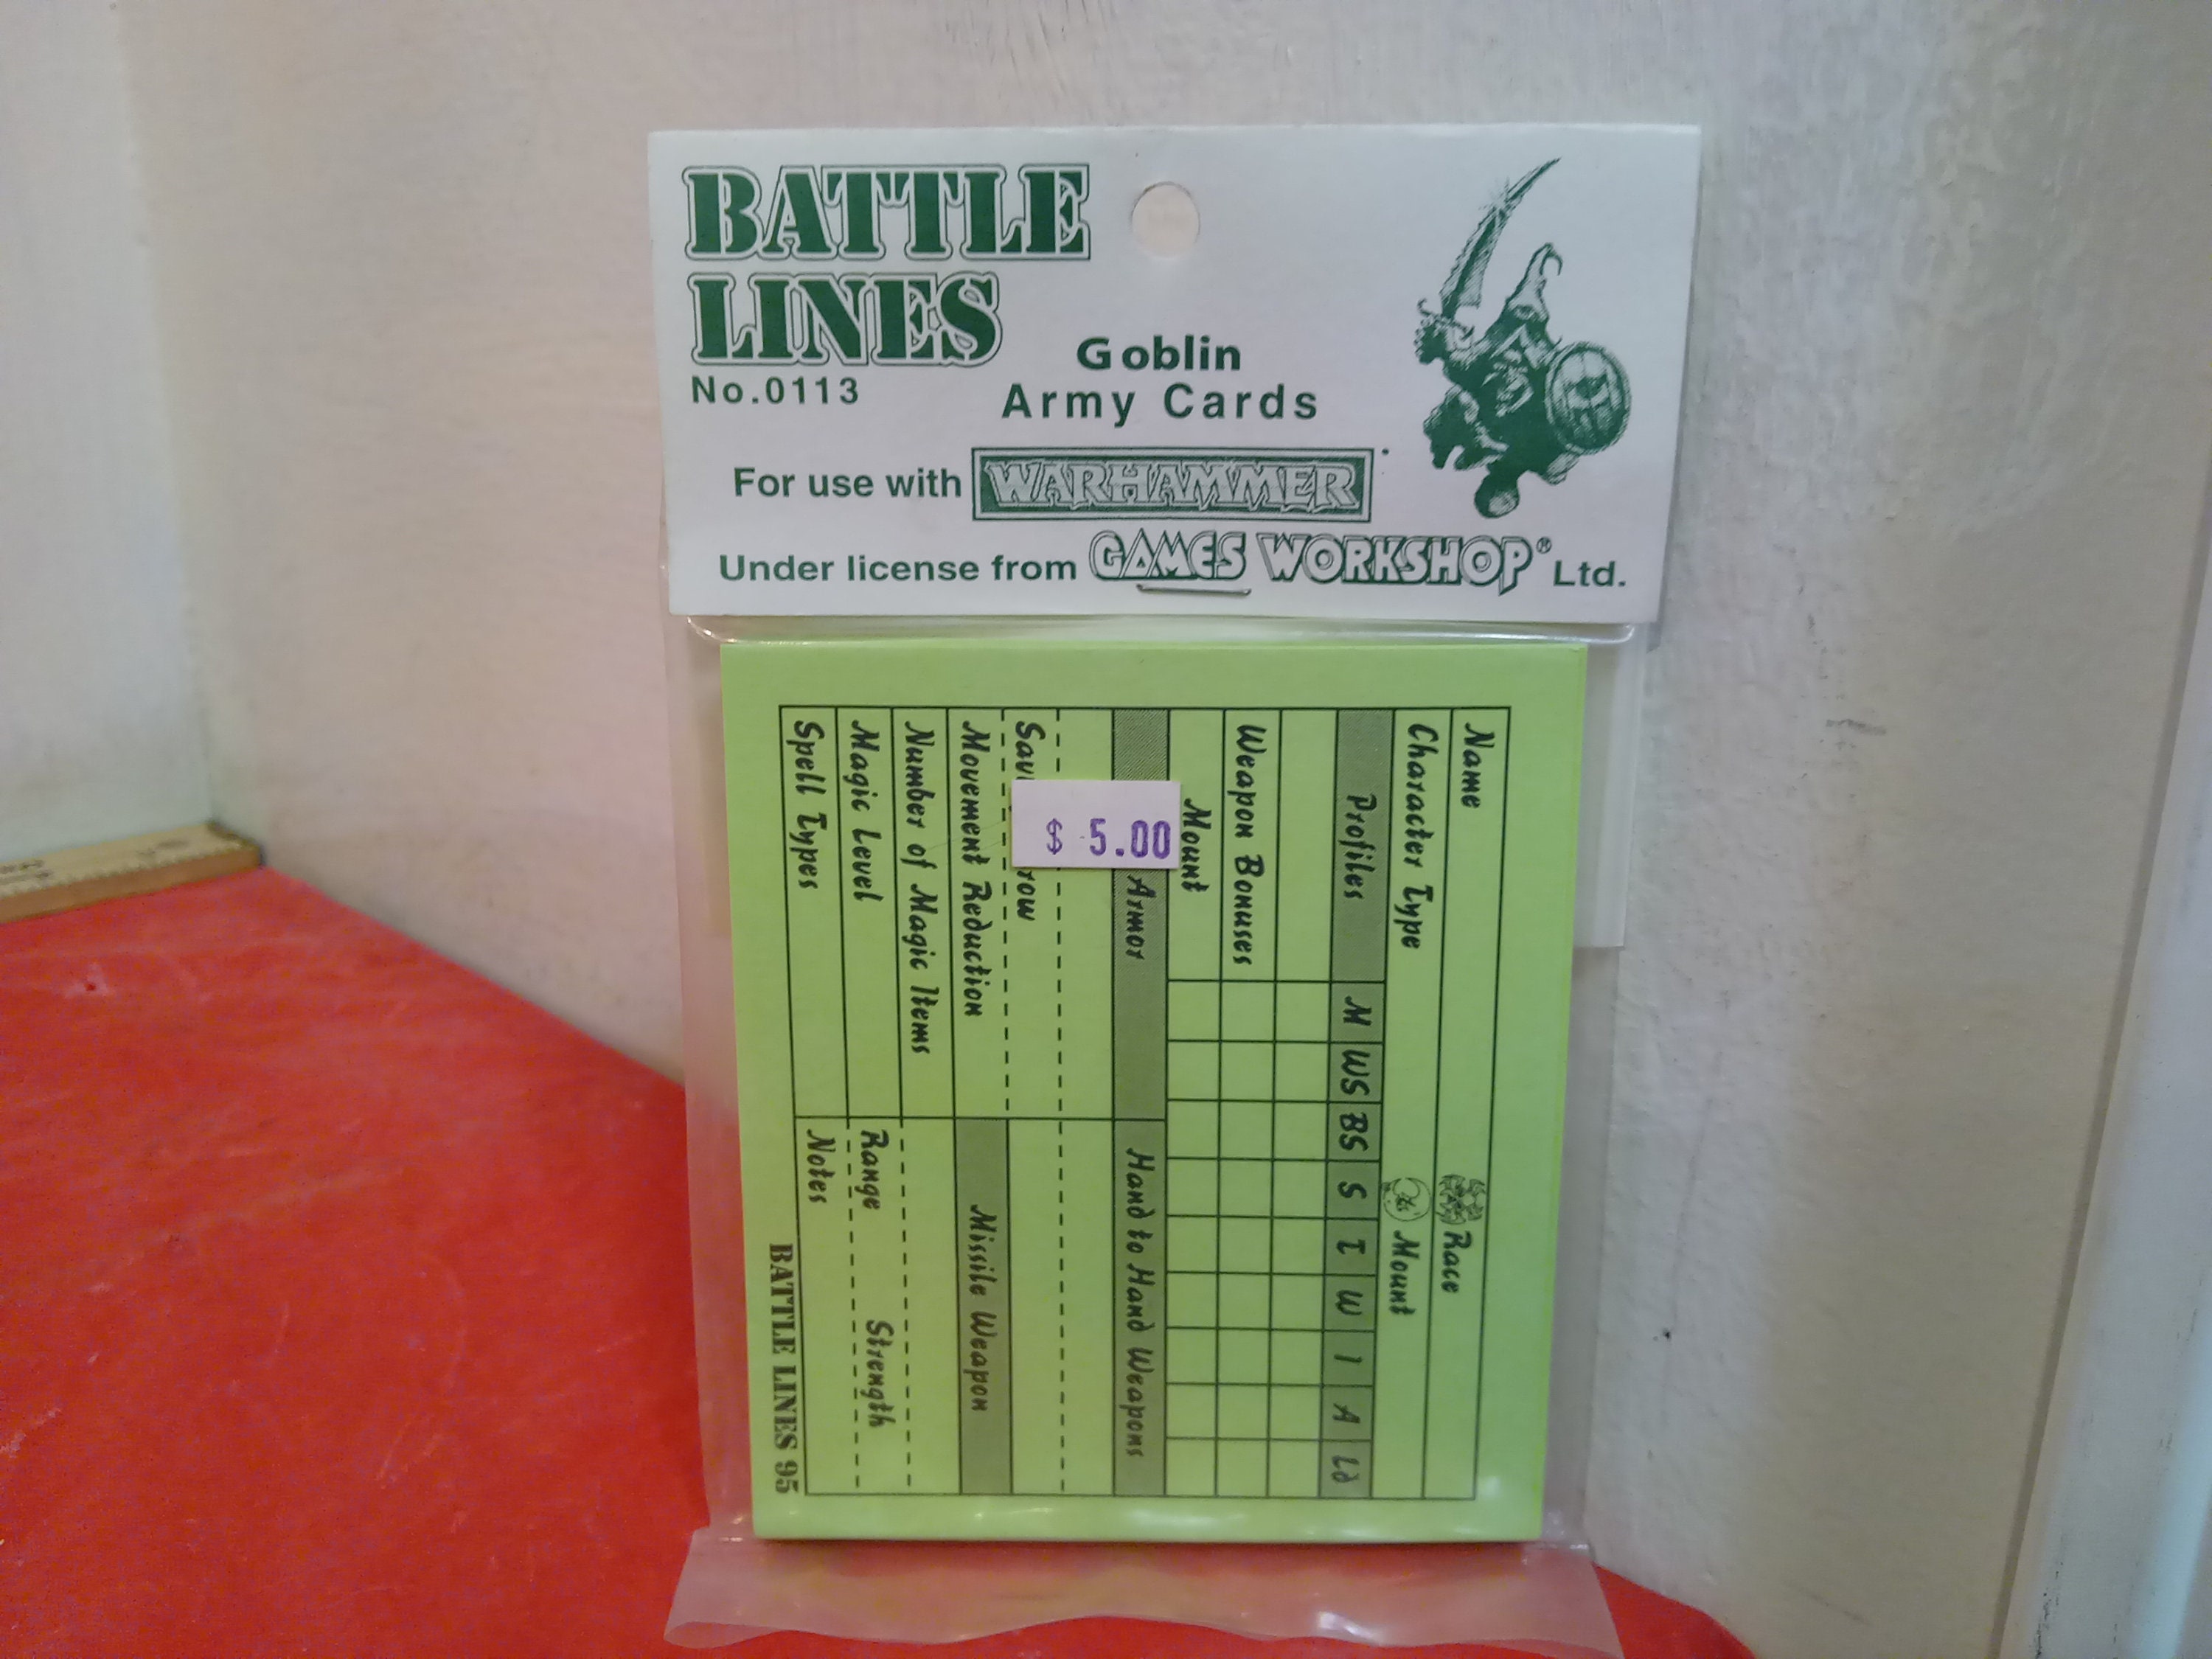 BATTLE
LINES
No.0113
Goblin
Army Cards
For use with WARHAMMER
Under license from GAMES WORKSHOP® Ltd.
$ 5.00
Name
Race
Character Type
Mount
Profiles M WS BS S T W I A Ld
Weapon Bonuses
Mount
Armor
Hand to Hand Weapons
Movement Reduction
Missile Weapon
Number of Magic Items
Magic Level
Range Strength
Spell Types
Notes
BATTLE LINES 95